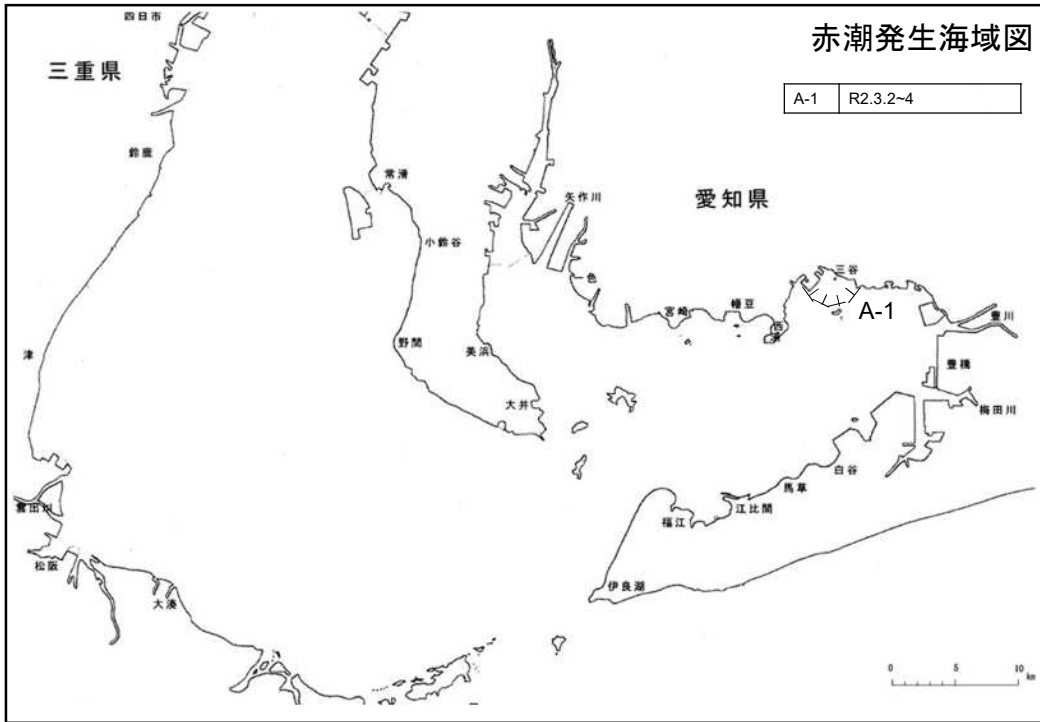 赤潮発生海域図
A-1 R2.3.2~4
四日市
三重県
鈴鹿
常滑
矢作川
愛知県
小鈴谷
一色
三谷
宮崎
幡豆
西浦
A-1
豊川
津
野間
美浜
豊橋
大井
梅田川
白谷
馬草
江比間
福江
雲出川
松阪
伊良湖
大湊
0 5 10
km